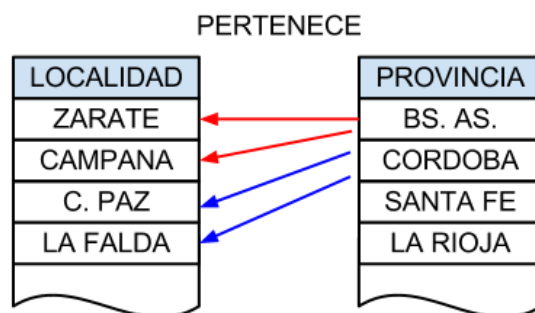 PERTENECE
LOCALIDAD
ZARATE
CAMPANA
C. PAZ
LA FALDA
PROVINCIA
BS. AS.
CORDOBA
SANTA FE
LA RIOJA